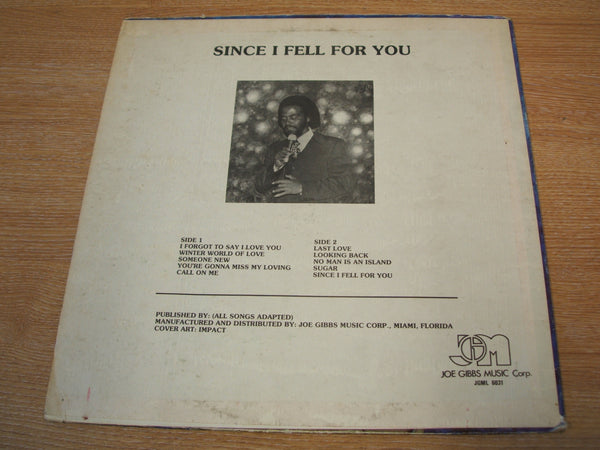 SINCE I FELL FOR YOU
SIDE 1
I FORGOT TO SAY I LOVE YOU
WINTER WORLD OF LOVE
SOMEONE NEW
YOU'RE GONNA MISS MY LOVING
CALL ON ME
SIDE 2
LAST LOVE
LOOKING BACK
NO MAN IS AN ISLAND
SUGAR
SINCE I FELL FOR YOU
PUBLISHED BY: (ALL SONGS ADAPTED)
MANUFACTURED AND DISTRIBUTED BY: JOE GIBBS MUSIC CORP., MIAMI, FLORIDA
COVER ART: IMPACT
JGM
JOE GIBBS MUSIC Corp.
JGML 6031